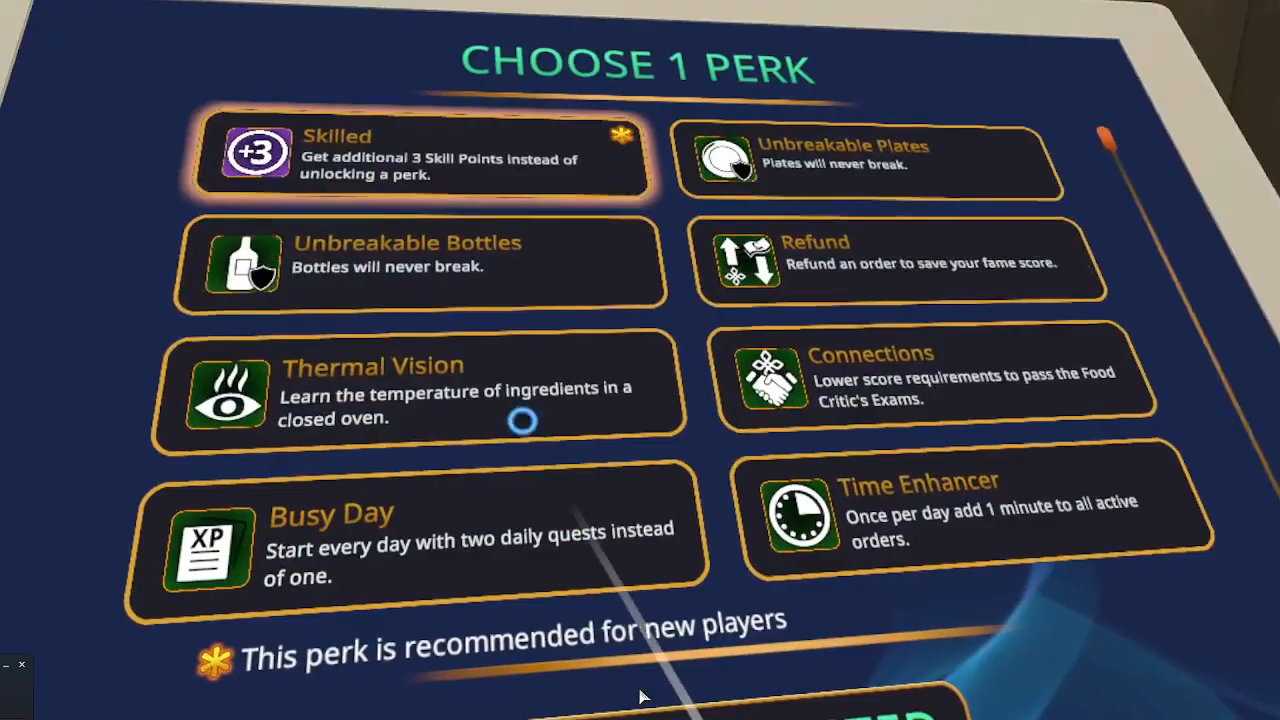 CHOOSE 1 PERK
+3
Skilled
Get additional 3 Skill Points instead of
unlocking a perk.
Unbreakable Plates
Plates will never break.
Unbreakable Bottles
Bottles will never break.
Refund
Refund an order to save your fame score.
Thermal Vision
Learn the temperature of ingredients in a
closed oven.
Connections
Lower score requirements to pass the Food
Critic's Exams.
XP
Busy Day
Start every day with two daily quests instead
of one.
Time Enhancer
Once per day add 1 minute to all active
orders.
This perk is recommended for new players